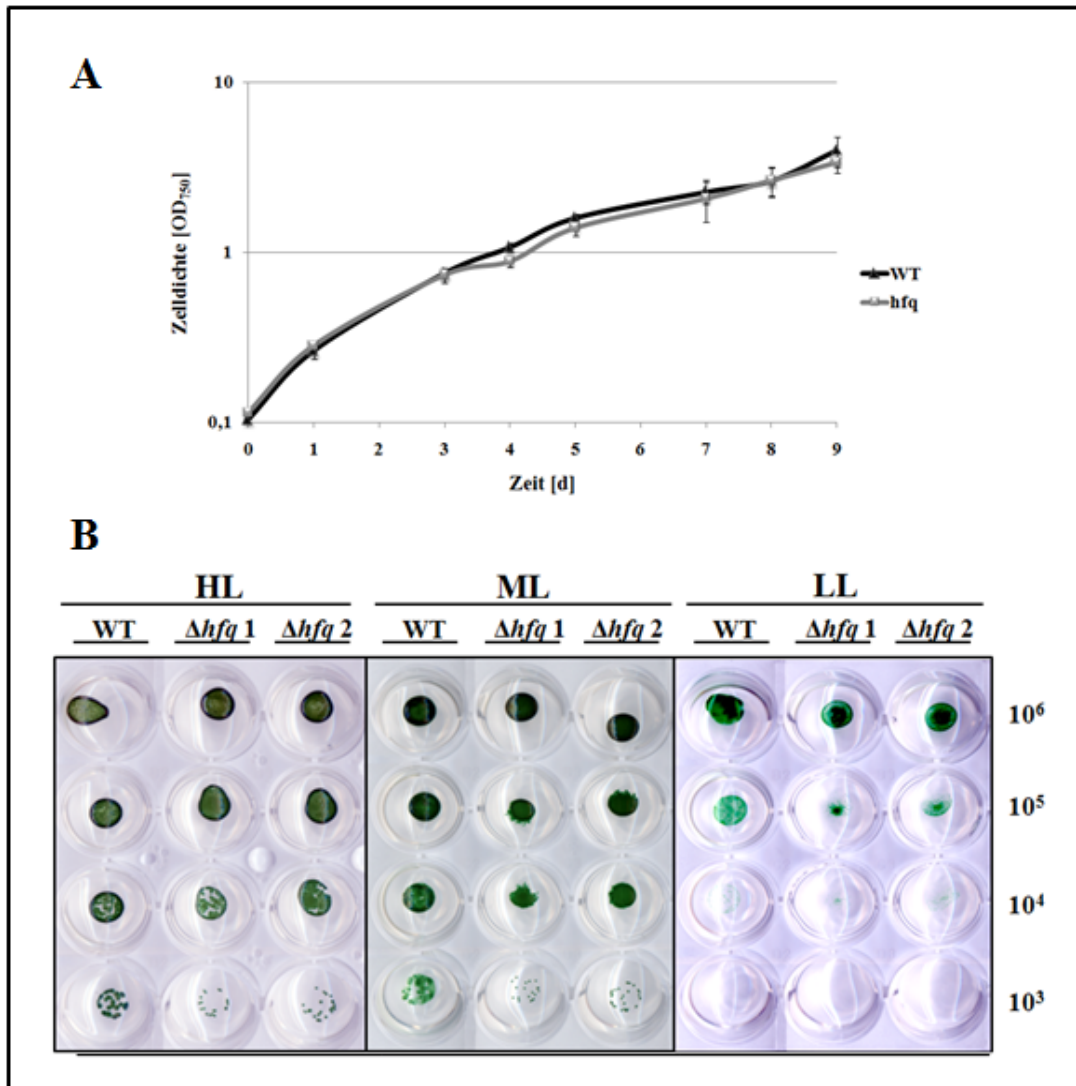 A
Zelldichte [OD₇₅₀]
10
1
0,1
0 1 2 3 4 5 6 7 8 9
Zeit [d]
WT
hfq
B
HL ML LL
WT Δhfq 1 Δhfq 2 WT Δhfq 1 Δhfq 2 WT Δhfq 1 Δhfq 2
10⁶
10⁵
10⁴
10³